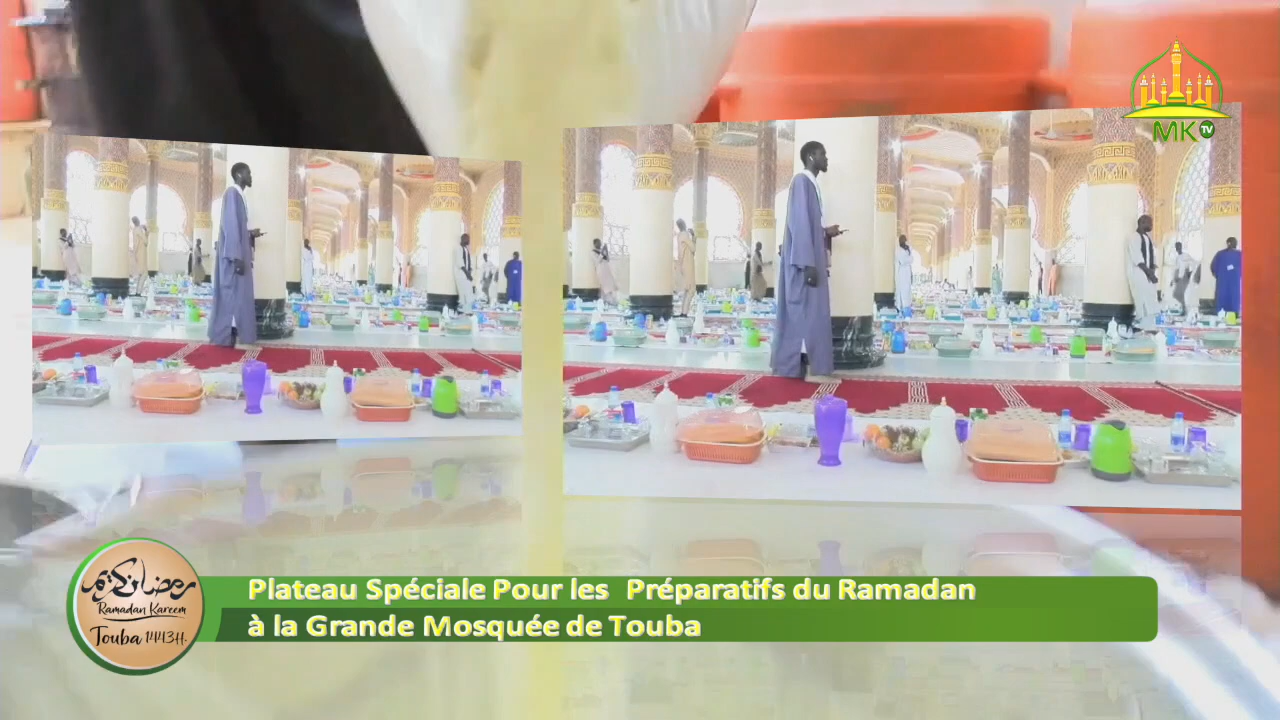 MK TV
Plateau Spéciale Pour les Préparatifs du Ramadan
à la Grande Mosquée de Touba
رمضان كريم
Ramadan Kareem
Touba 1443H.